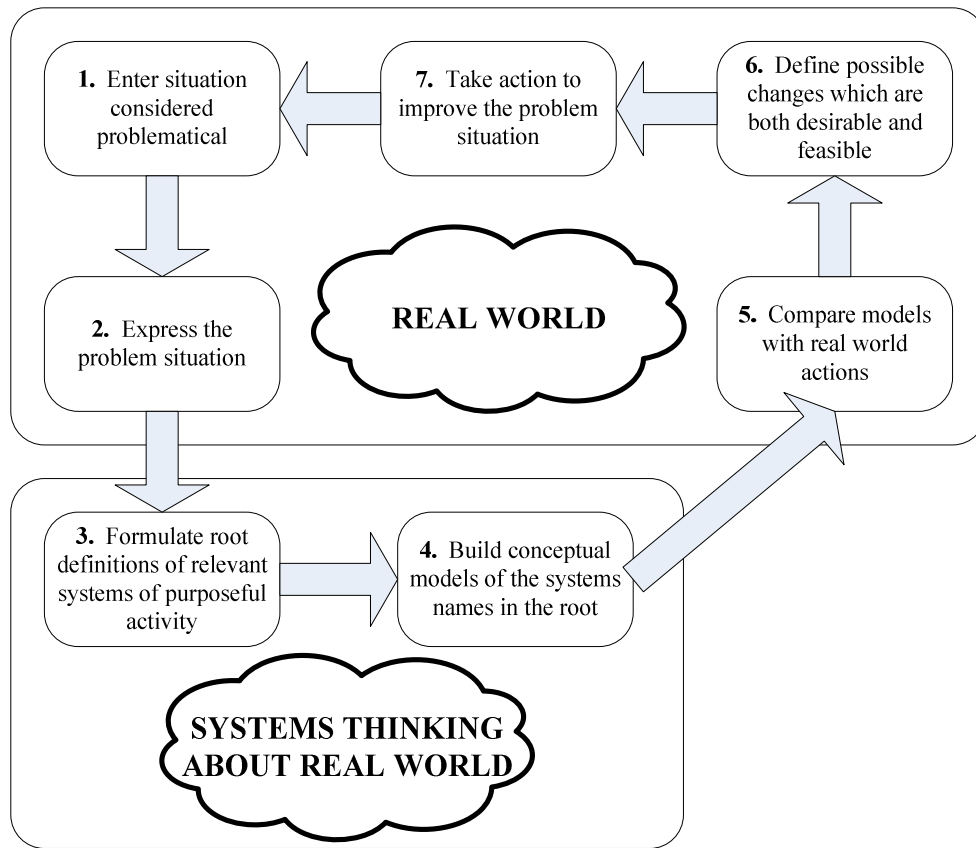 1. Enter situation
considered
problematical
7. Take action to
improve the problem
situation
6. Define possible
changes which are
both desirable and
feasible
REAL WORLD
2. Express the
problem situation
5. Compare models
with real world
actions
3. Formulate root
definitions of relevant
systems of purposeful
activity
4. Build conceptual
models of the systems
names in the root
SYSTEMS THINKING
ABOUT REAL WORLD